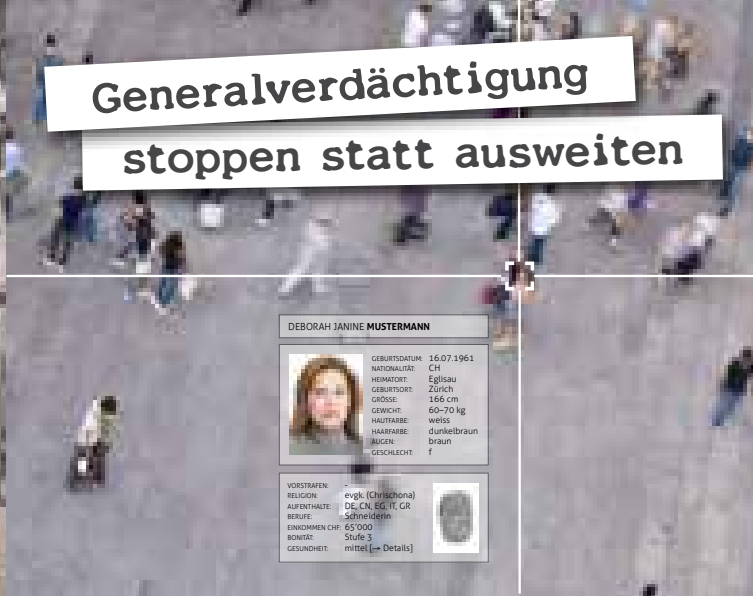 Generalverdächtigung
stoppen statt ausweiten
DEBORAH JANINE MUSTERMANN
GEBURTSDATUM: 16.07.1961
NATIONALITÄT: CH
HEIMATORT: Eglisau
GEBURTSORT: Zürich
GRÖSSE: 166 cm
GEWICHT: 60–70 kg
HAUTFARBE: weiss
HAARFARBE: dunkelbraun
AUGEN: braun
GESCHLECHT: f
VORSTRAFEN: -
RELIGION: evgk. (Chrischona)
AUFENTHALTE: DE, CN, EG, IT, GR
BERUFE: Schneiderin
EINKOMMEN CHF: 65'000
BONITÄT: Stufe 3
GESUNDHEIT: mittel [→ Details]